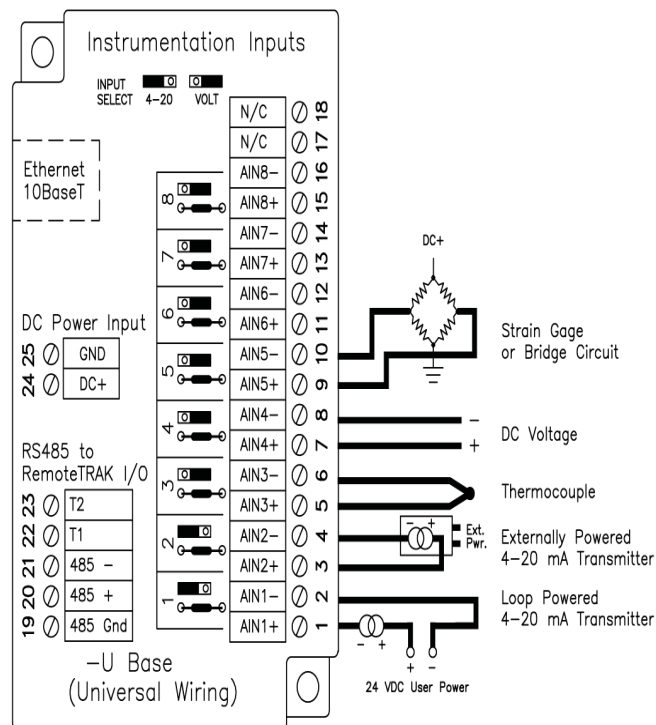 Instrumentation Inputs
INPUT SELECT
4-20
VOLT
Ethernet
10BaseT
N/C 18
N/C 17
AIN8- 16
AIN8+ 15
AIN7- 14
AIN7+ 13
AIN6- 12
AIN6+ 11
AIN5- 10
AIN5+ 9
AIN4- 8
AIN4+ 7
AIN3- 6
AIN3+ 5
AIN2- 4
AIN2+ 3
AIN1- 2
AIN1+ 1
8
7
6
5
4
3
2
1
DC Power Input
25 GND
24 DC+
RS485 to
RemoteTRAK I/O
23 T2
22 T1
21 485 -
20 485 +
19 485 Gnd
-U Base
(Universal Wiring)
DC+
Strain Gage
or Bridge Circuit
-
+
DC Voltage
Thermocouple
- +
Ext.
Pwr.
Externally Powered
4-20 mA Transmitter
Loop Powered
4-20 mA Transmitter
- +
+ -
24 VDC User Power